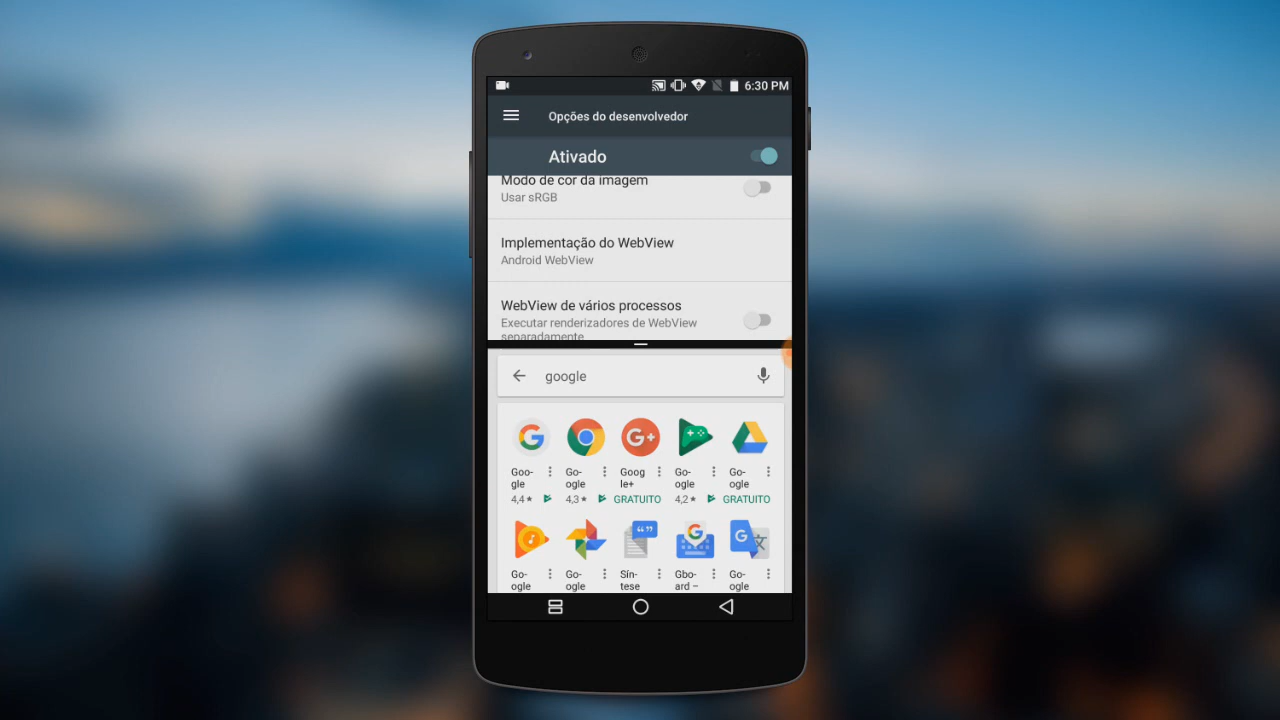 6:30 PM
Opções do desenvolvedor
Ativado
Modo de cor da imagem
Usar sRGB
Implementação do WebView
Android WebView
WebView de vários processos
Executar renderizadores de WebView
separadamente
google
Goo-
gle
Go-
ogle
Goog
le+
Go-
ogle
Go-
ogle
4,4★
4,3★
GRATUITO
4,2★
GRATUITO
Go-
ogle
Go-
ogle
Sín-
tese
Gbo-
ard –
Go-
ogle